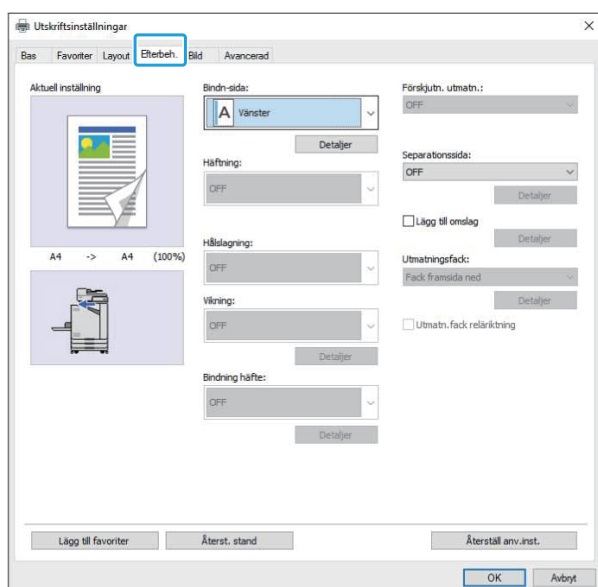 Utskriftsinställningar
Bas Favoriter Layout Efterbeh. Bild Avancerad
Aktuell inställning
A4 -> A4 (100%)
Bindn-sida:
A Vänster
Detaljer
Häftning:
OFF
Hålslagning:
OFF
Vikning:
OFF
Detaljer
Bindning häfte:
OFF
Detaljer
Förskjutn. utmatn.:
OFF
Separationssida:
OFF
Detaljer
Lägg till omslag
Detaljer
Utmatningsfack:
Fack framsida ned
Detaljer
Utmatn.fack reläriktning
Lägg till favoriter Återst. stand Återställ anv.inst.
OK Avbryt